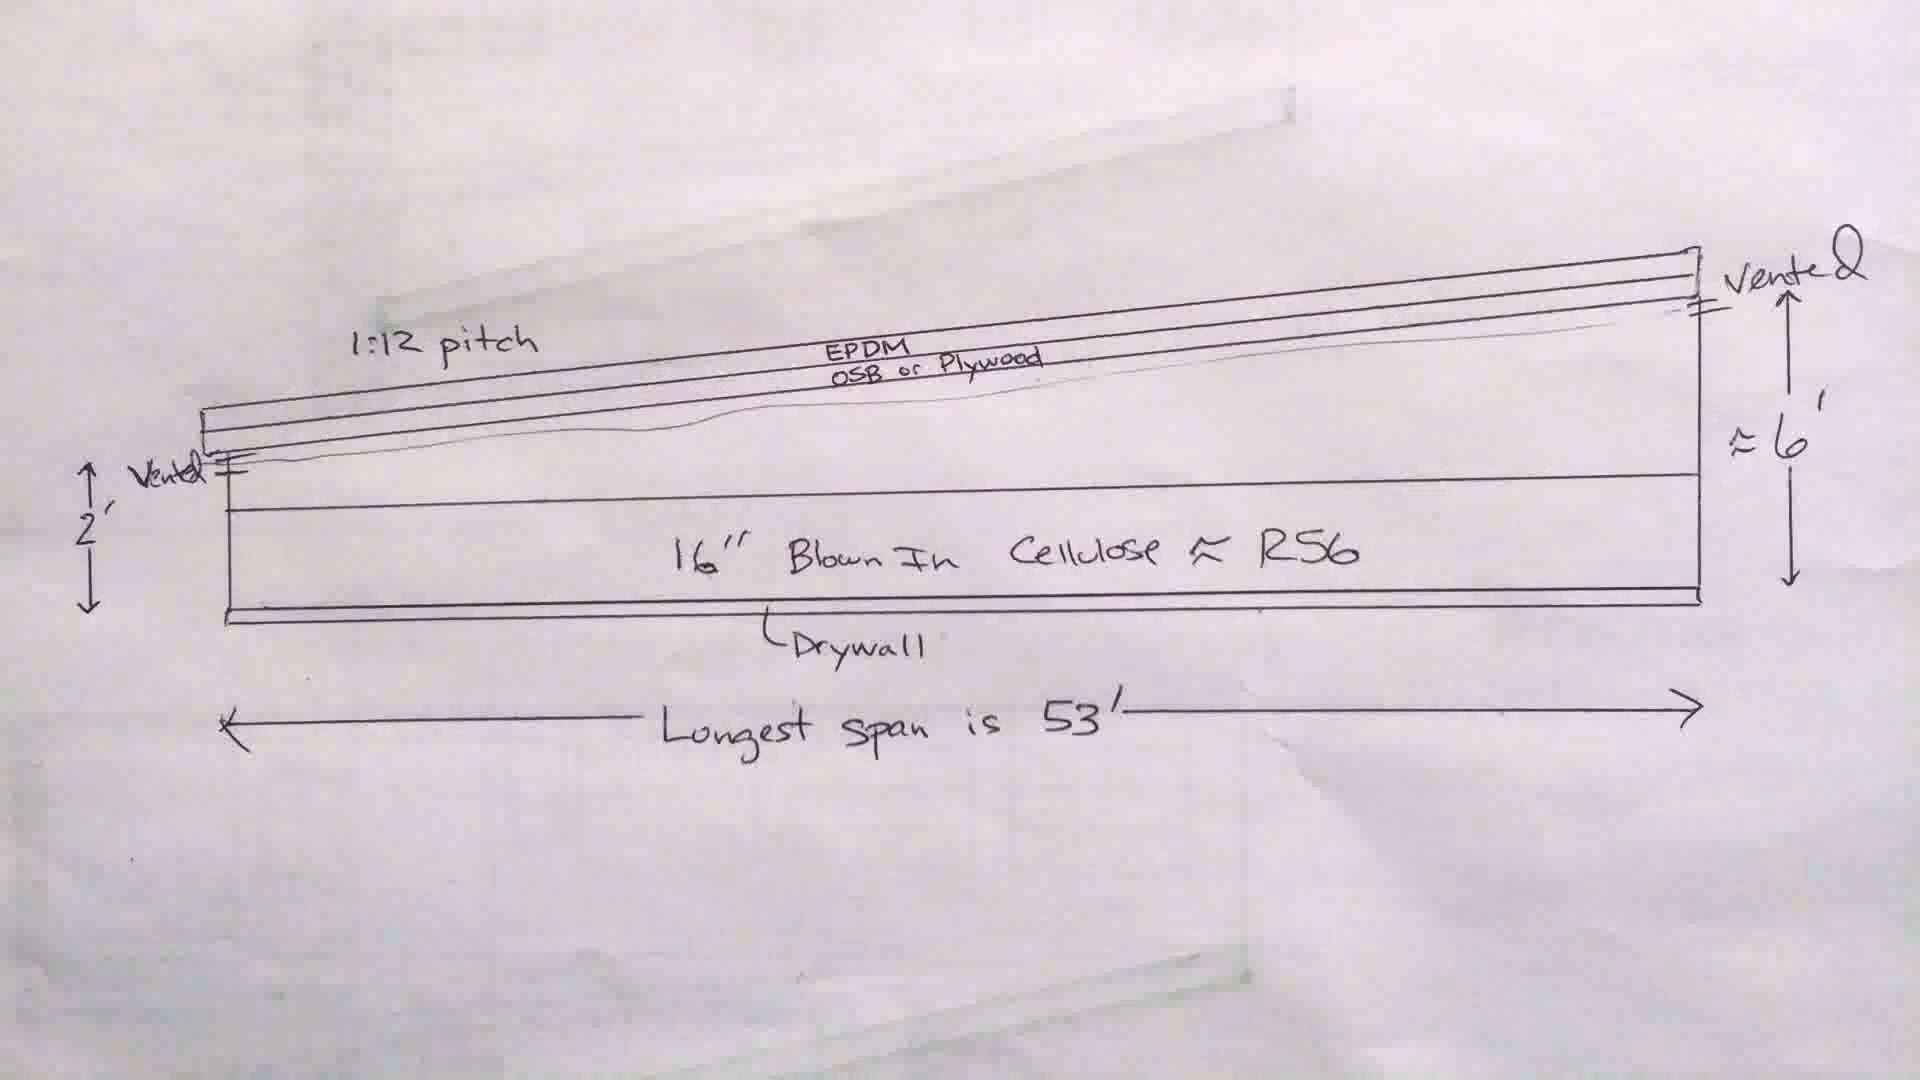 Vented
1:12 pitch
EPDM
OSB or Plywood
Vented
2'
≈ 6'
16" Blown In Cellulose ≈ R56
Drywall
Longest span is 53'